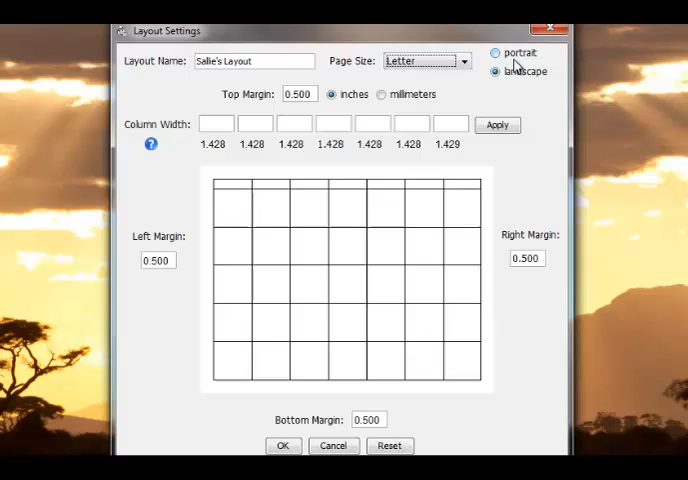 Layout Settings
Layout Name: Sallie's Layout Page Size: Letter portrait
landscape
Top Margin: 0.500 inches millimeters
Column Width: Apply
? 1.428 1.428 1.428 1.428 1.428 1.428 1.429
Left Margin: Right Margin:
0.500 0.500
Bottom Margin: 0.500
OK Cancel Reset